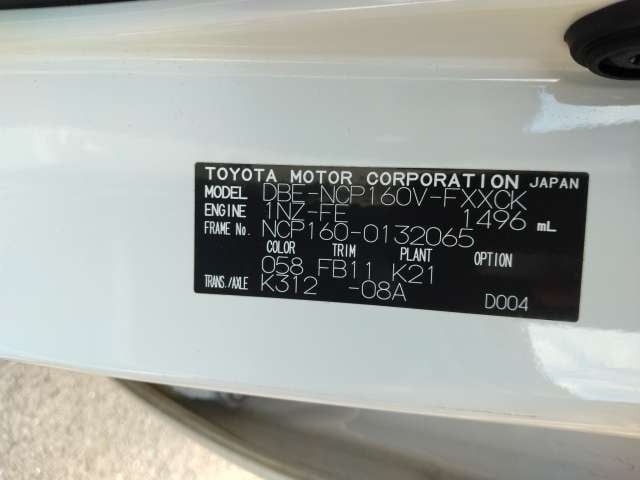 TOYOTA MOTOR CORPORATION JAPAN
MODEL DBE-NCP160V-FXXCK
ENGINE 1NZ-FE 1496 mL
FRAME No. NCP160-0132065
COLOR TRIM PLANT OPTION
058 FB11 K21
TRANS./AXLE K312 -08A
D004